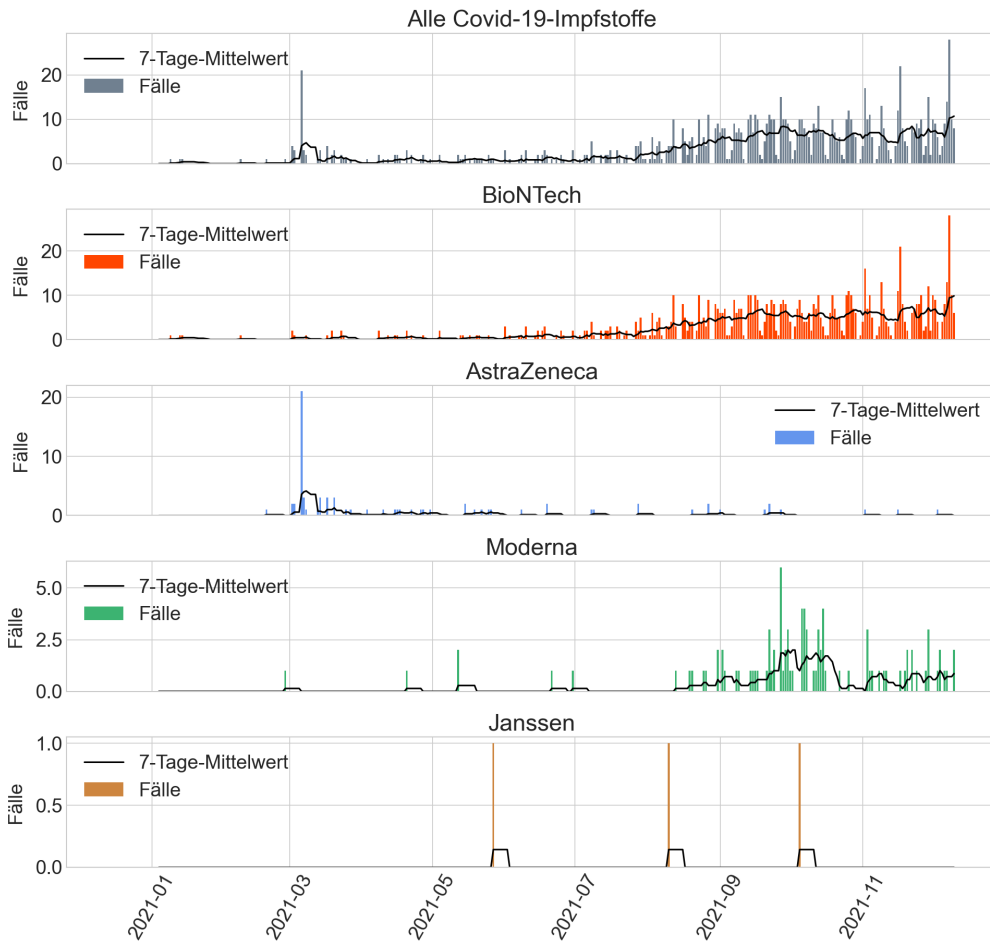 Alle Covid-19-Impfstoffe
Fälle
20
10
0
7-Tage-Mittelwert
Fälle
BioNTech
Fälle
20
10
0
7-Tage-Mittelwert
Fälle
AstraZeneca
Fälle
20
10
0
7-Tage-Mittelwert
Fälle
Moderna
Fälle
5.0
2.5
0.0
7-Tage-Mittelwert
Fälle
Janssen
Fälle
1.0
0.5
0.0
7-Tage-Mittelwert
Fälle
2021-01
2021-03
2021-05
2021-07
2021-09
2021-11